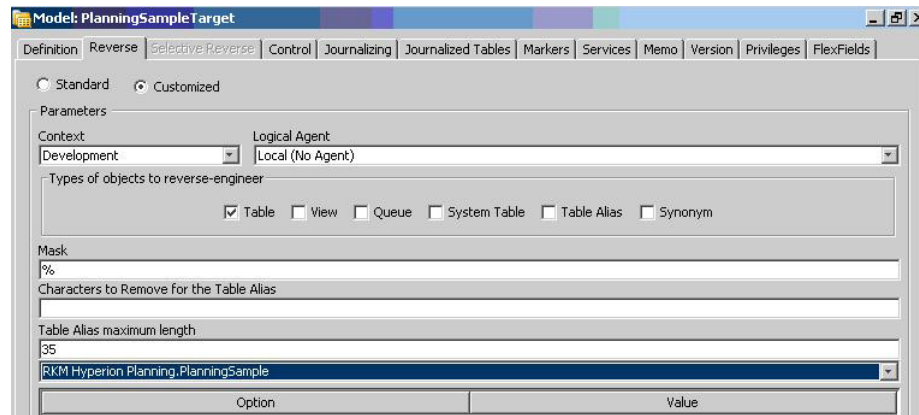 Model: PlanningSampleTarget
Definition Reverse Selective Reverse Control Journalizing Journalized Tables Markers Services Memo Version Privileges FlexFields
Standard Customized
Parameters
Context Logical Agent
Development Local (No Agent)
Types of objects to reverse-engineer
Table View Queue System Table Table Alias Synonym
Mask
%
Characters to Remove for the Table Alias
Table Alias maximum length
35
RKM Hyperion Planning.PlanningSample
Option Value